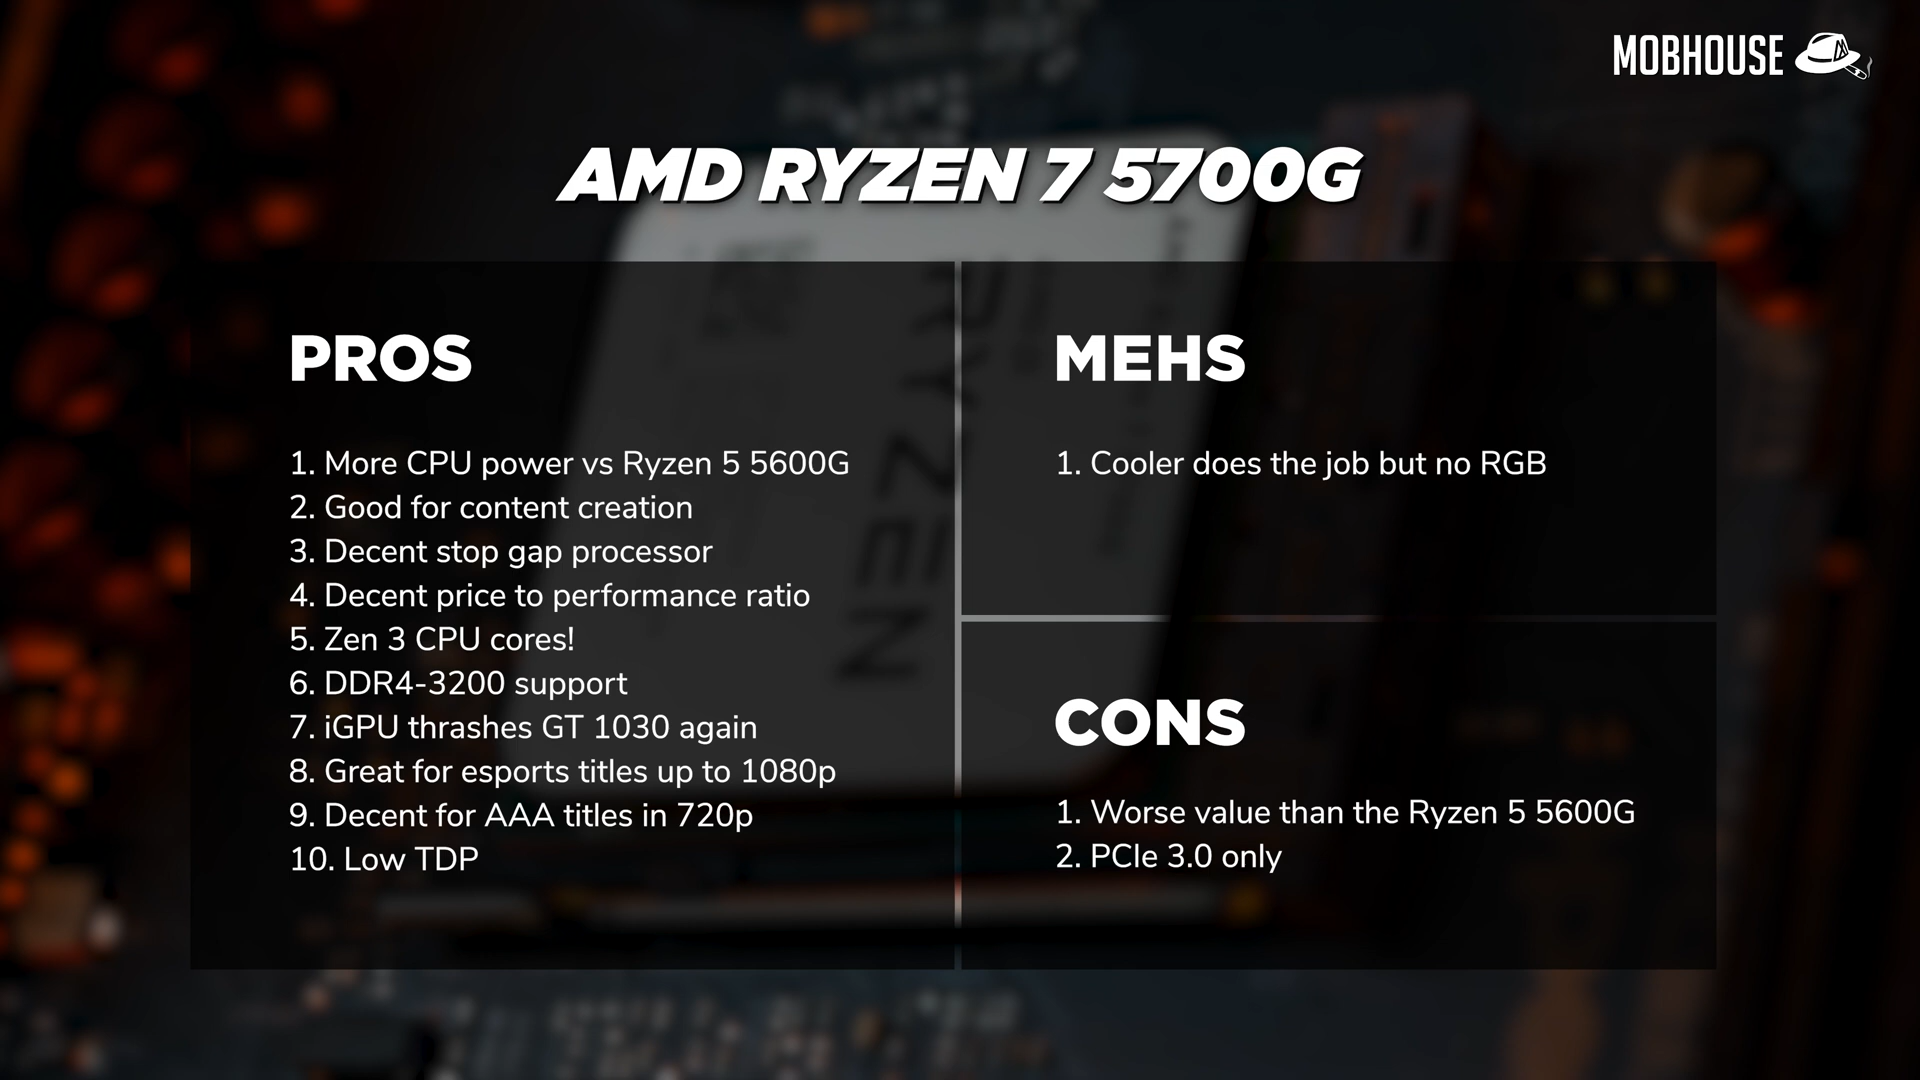 MOBHOUSE
AMD RYZEN 7 5700G
PROS
1. More CPU power vs Ryzen 5 5600G
2. Good for content creation
3. Decent stop gap processor
4. Decent price to performance ratio
5. Zen 3 CPU cores!
6. DDR4-3200 support
7. iGPU thrashes GT 1030 again
8. Great for esports titles up to 1080p
9. Decent for AAA titles in 720p
10. Low TDP
MEHS
1. Cooler does the job but no RGB
CONS
1. Worse value than the Ryzen 5 5600G
2. PCIe 3.0 only
RYZEN